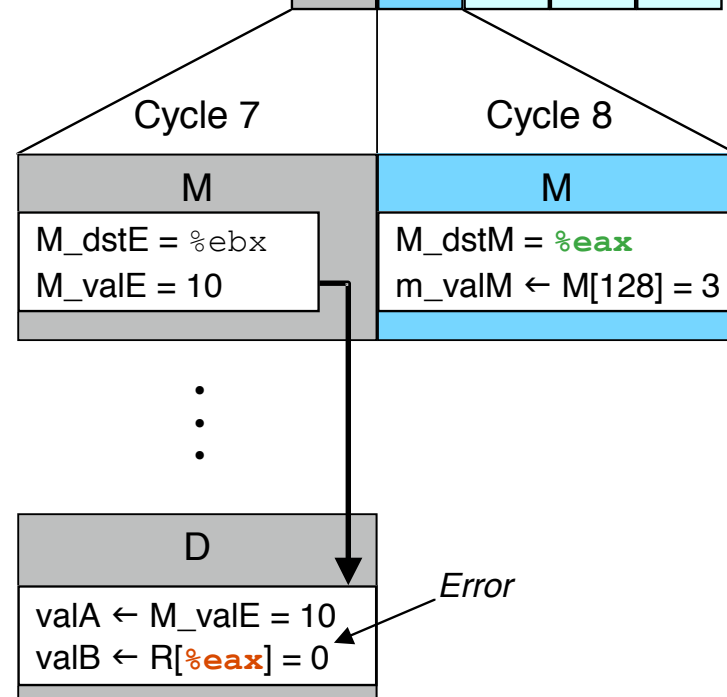 Cycle 7
Cycle 8
M
M
M_dstE = %ebx
M_valE = 10
M_dstM = %eax
m_valM ← M[128] = 3
D
Error
valA ← M_valE = 10
valB ← R[%eax] = 0